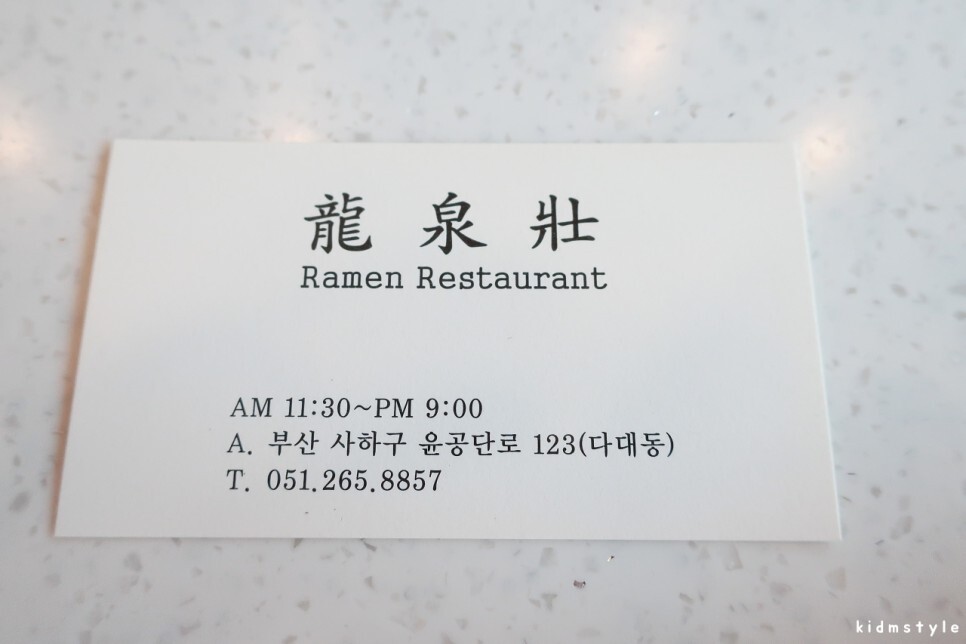 龍泉壯
Ramen Restaurant
AM 11:30~PM 9:00
A. 부산 사하구 윤공단로 123(다대동)
T. 051.265.8857
kidmstyle